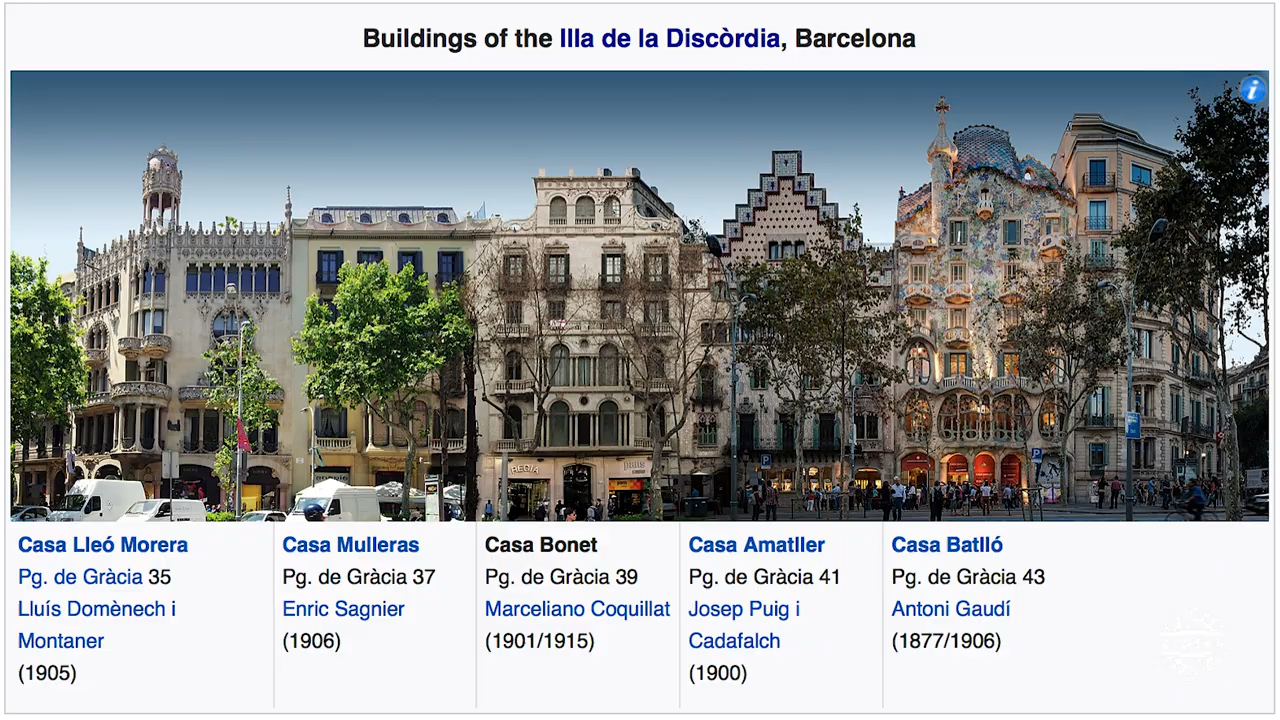 Buildings of the Illa de la Discòrdia, Barcelona
i
REGIA
P
P
Casa Lleó Morera
Pg. de Gràcia 35
Lluís Domènech i
Montaner
(1905)
Casa Mulleras
Pg. de Gràcia 37
Enric Sagnier
(1906)
Casa Bonet
Pg. de Gràcia 39
Marceliano Coquillat
(1901/1915)
Casa Amatller
Pg. de Gràcia 41
Josep Puig i
Cadafalch
(1900)
Casa Batlló
Pg. de Gràcia 43
Antoni Gaudí
(1877/1906)